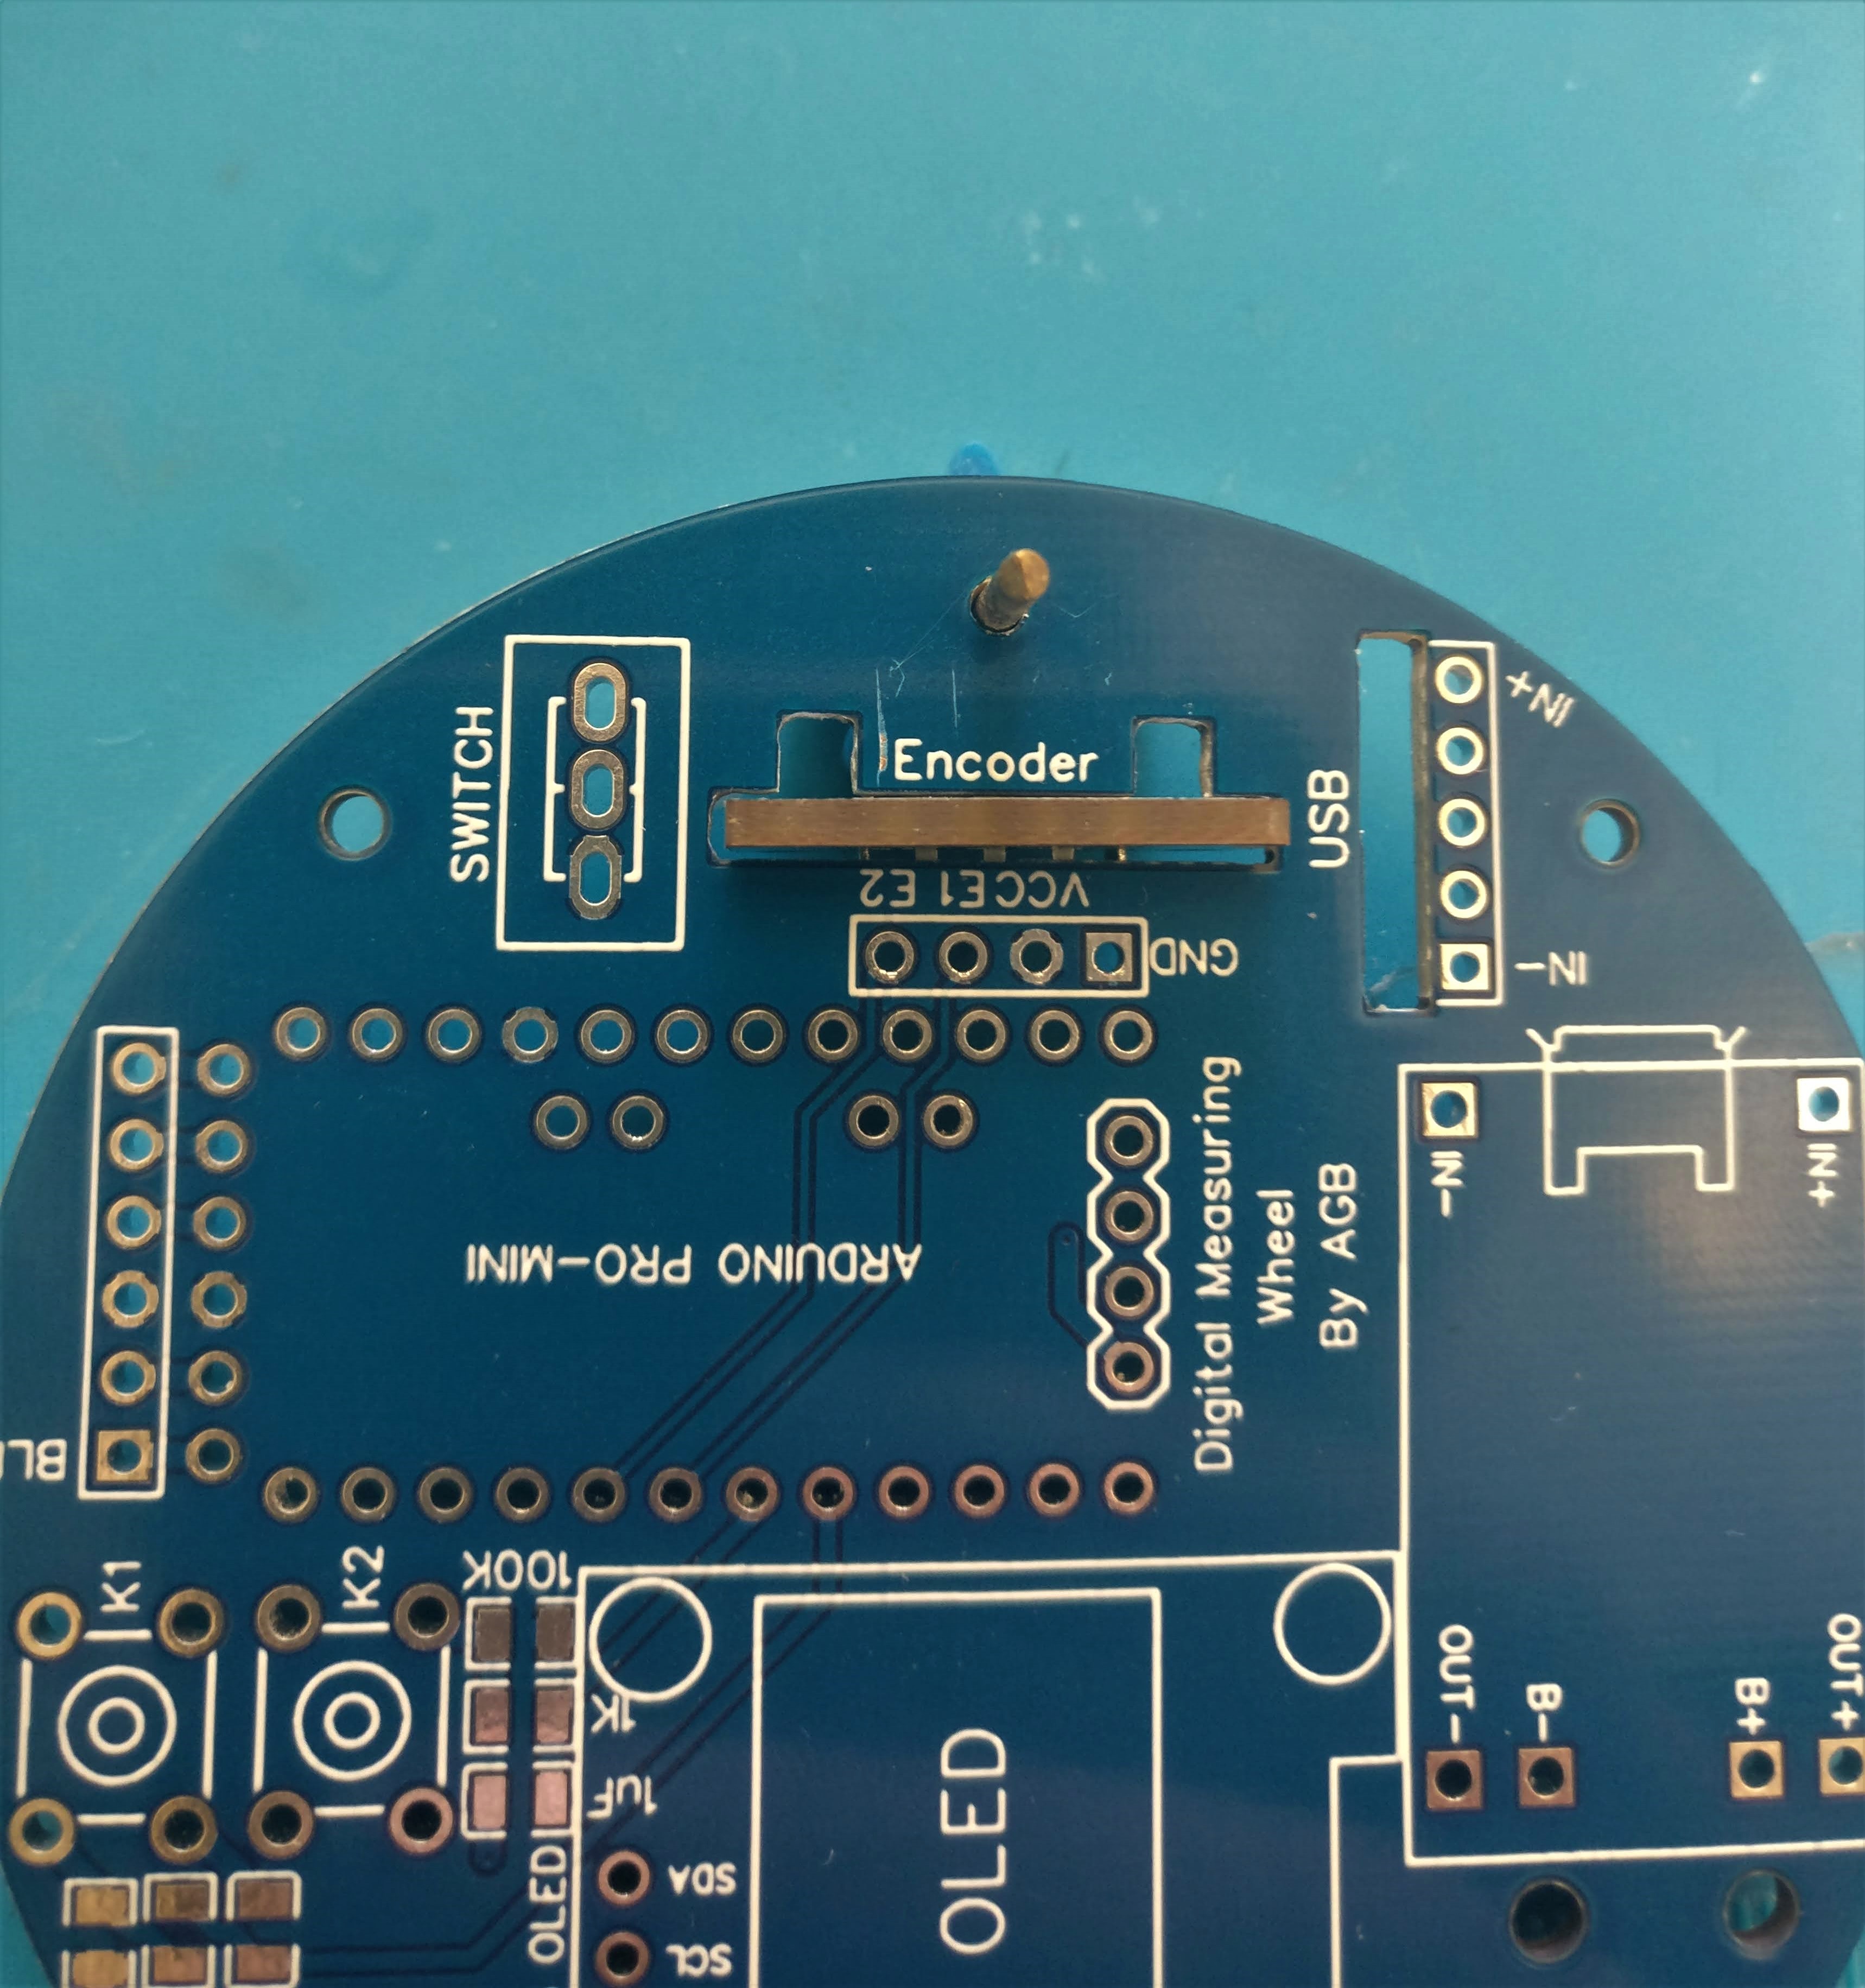 Encoder
SWITCH
USB
IN+
VCC E1 E2
GND
IN-
IN-
IN+
Digital Measuring
Wheel
By AGB
ARDUINO PRO-MINI
K1
K2
100K
1K
1uF
OLED
SDA
SCL
OLED
OUT-
B-
B+
OUT+